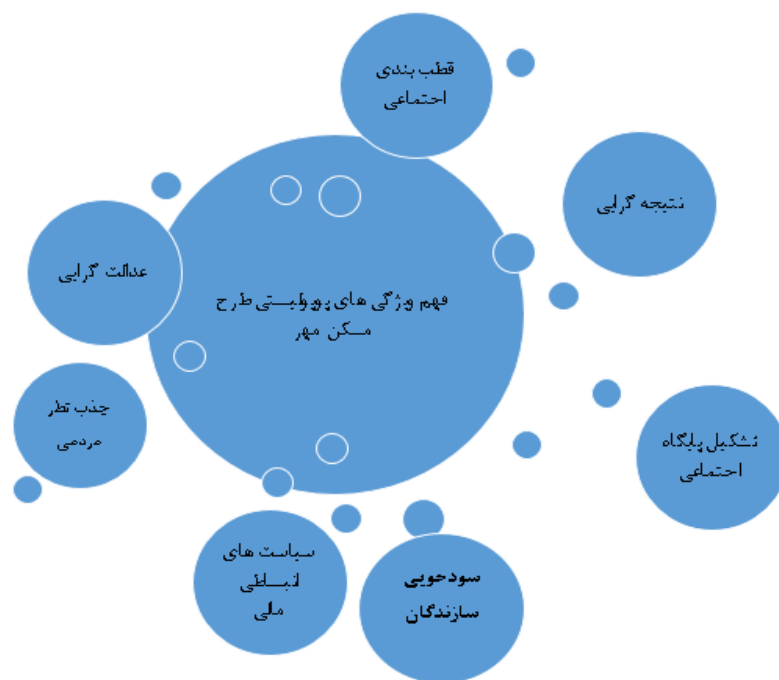 قطب بندی
اجتماعی
نتیجه گرایی
عدالت گرایی
فهم ویژگی های پوپولیستی طرح
مسکن مهر
جذب نظر
مردمی
تشکیل پایگاه
اجتماعی
سیاست های
انبساطی
مالی
سودجویی
سازندگان